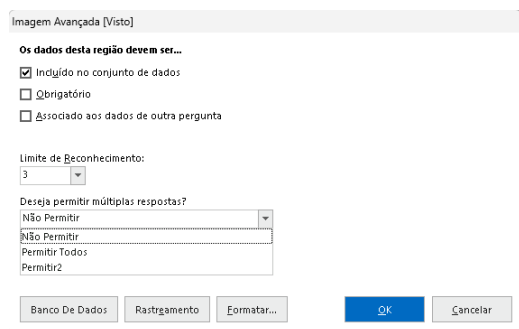 Imagem Avançada [Visto]
Os dados desta região devem ser...
Incluído no conjunto de dados
Obrigatório
Associado aos dados de outra pergunta
Limite de Reconhecimento:
3
Deseja permitir múltiplas respostas?
Não Permitir
Não Permitir
Permitir Todos
Permitir2
Banco De Dados Rastreamento Formatar... OK Cancelar